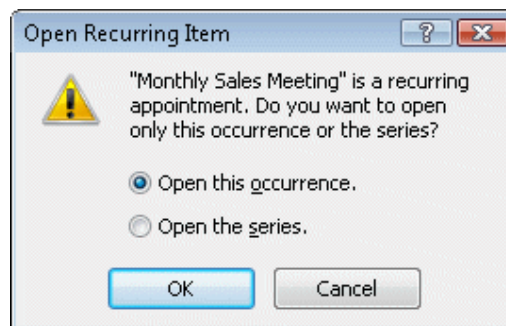 Open Recurring Item
"Monthly Sales Meeting" is a recurring
appointment. Do you want to open
only this occurrence or the series?
Open this occurrence.
Open the series.
OK
Cancel